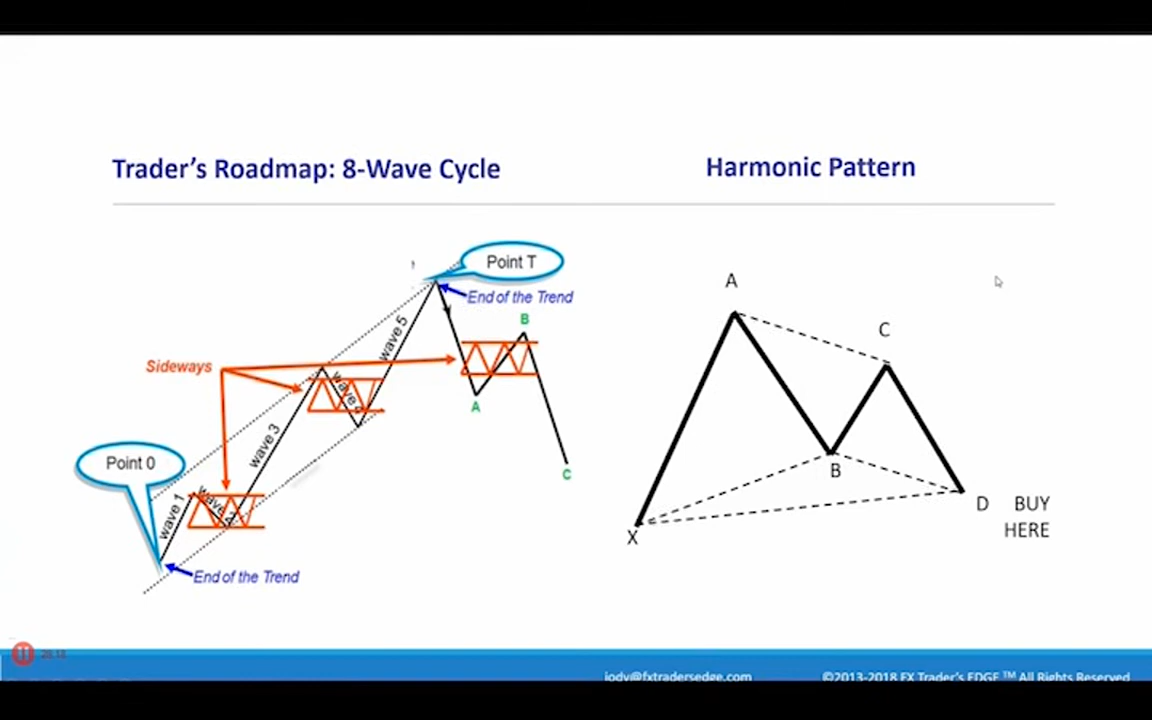 Trader's Roadmap: 8-Wave Cycle
Harmonic Pattern
Point T
End of the Trend
wave 5
B
Sideways
wave 4
A
wave 3
C
Point 0
wave 1
wave 2
End of the Trend
A
C
B
D BUY
HERE
X
jody@fxtradersedge.com
©2013-2018 FX Trader's EDGE ™ All Rights Reserved